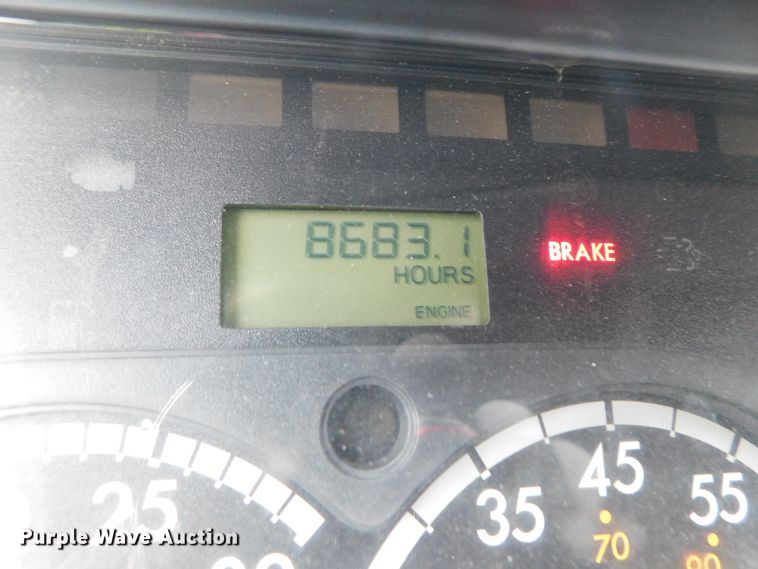 8683.1
HOURS
BRAKE
ENGINE
25
35
45
55
70
Purple Wave Auction